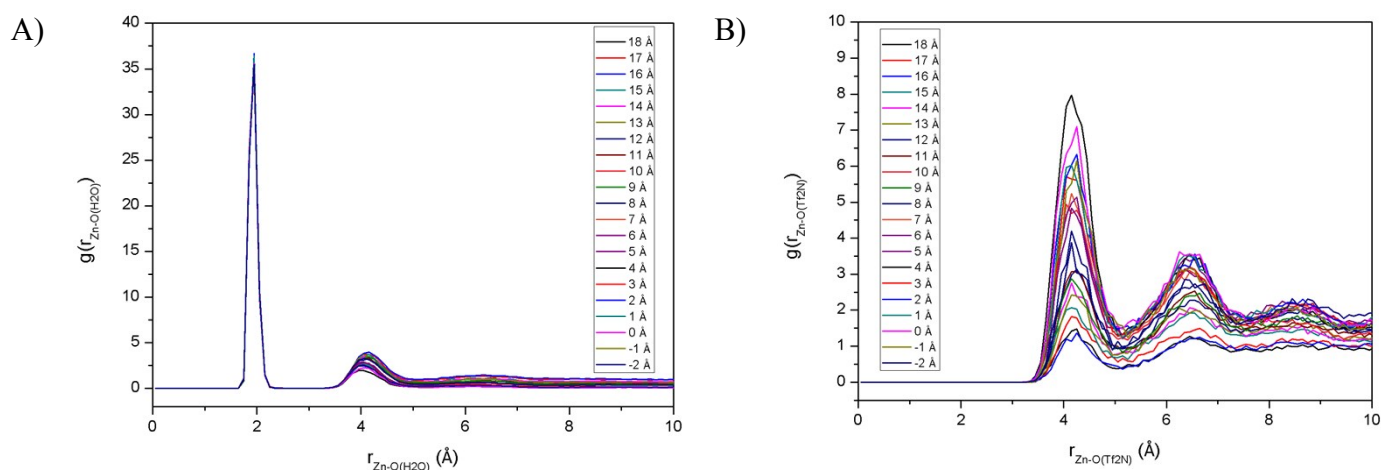 A)
40
35
30
25
20
15
10
5
0
g(r Zn-O(H2O))
0 2 4 6 8 10
r Zn-O(H2O) (Å)
18 Å
17 Å
16 Å
15 Å
14 Å
13 Å
12 Å
11 Å
10 Å
9 Å
8 Å
7 Å
6 Å
5 Å
4 Å
3 Å
2 Å
1 Å
0 Å
-1 Å
-2 Å
B)
10
9
8
7
6
5
4
3
2
1
0
g(r Zn-O(Tf2N))
0 2 4 6 8 10
r Zn-O(Tf2N) (Å)
18 Å
17 Å
16 Å
15 Å
14 Å
13 Å
12 Å
11 Å
10 Å
9 Å
8 Å
7 Å
6 Å
5 Å
4 Å
3 Å
2 Å
1 Å
0 Å
-1 Å
-2 Å